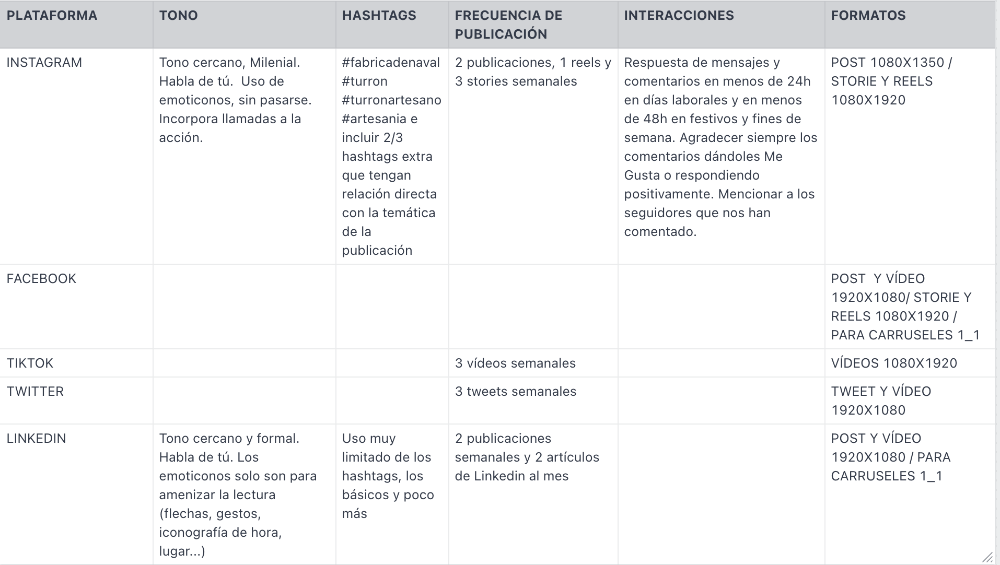 PLATAFORMA
TONO
HASHTAGS
FRECUENCIA DE
PUBLICACIÓN
INTERACCIONES
FORMATOS
INSTAGRAM
Tono cercano, Milenial.
Habla de tú.  Uso de
emoticonos, sin pasarse.
Incorpora llamadas a la
acción.
#fabricadenaval
#turron
#turronartesano
#artesania e
incluir 2/3
hashtags extra
que tengan
relación directa
con la temática
de la
publicación
2 publicaciones, 1 reels y
3 stories semanales
Respuesta de mensajes y
comentarios en menos de 24h
en días laborales y en menos
de 48h en festivos y fines de
semana. Agradecer siempre los
comentarios dándoles Me
Gusta o respondiendo
positivamente. Mencionar a los
seguidores que nos han
comentado.
POST 1080X1350 /
STORIE Y REELS
1080X1920
FACEBOOK
POST  Y VÍDEO
1920X1080/ STORIE Y
REELS 1080X1920 /
PARA CARRUSELES 1_1
TIKTOK
3 vídeos semanales
VÍDEOS 1080X1920
TWITTER
3 tweets semanales
TWEET Y VÍDEO
1920X1080
LINKEDIN
Tono cercano y formal.
Habla de tú. Los
emoticonos solo son para
amenizar la lectura
(flechas, gestos,
iconografía de hora,
lugar...)
Uso muy
limitado de los
hashtags, los
básicos y poco
más
2 publicaciones
semanales y 2 artículos
de Linkedin al mes
POST Y VÍDEO
1920X1080 / PARA
CARRUSELES 1_1